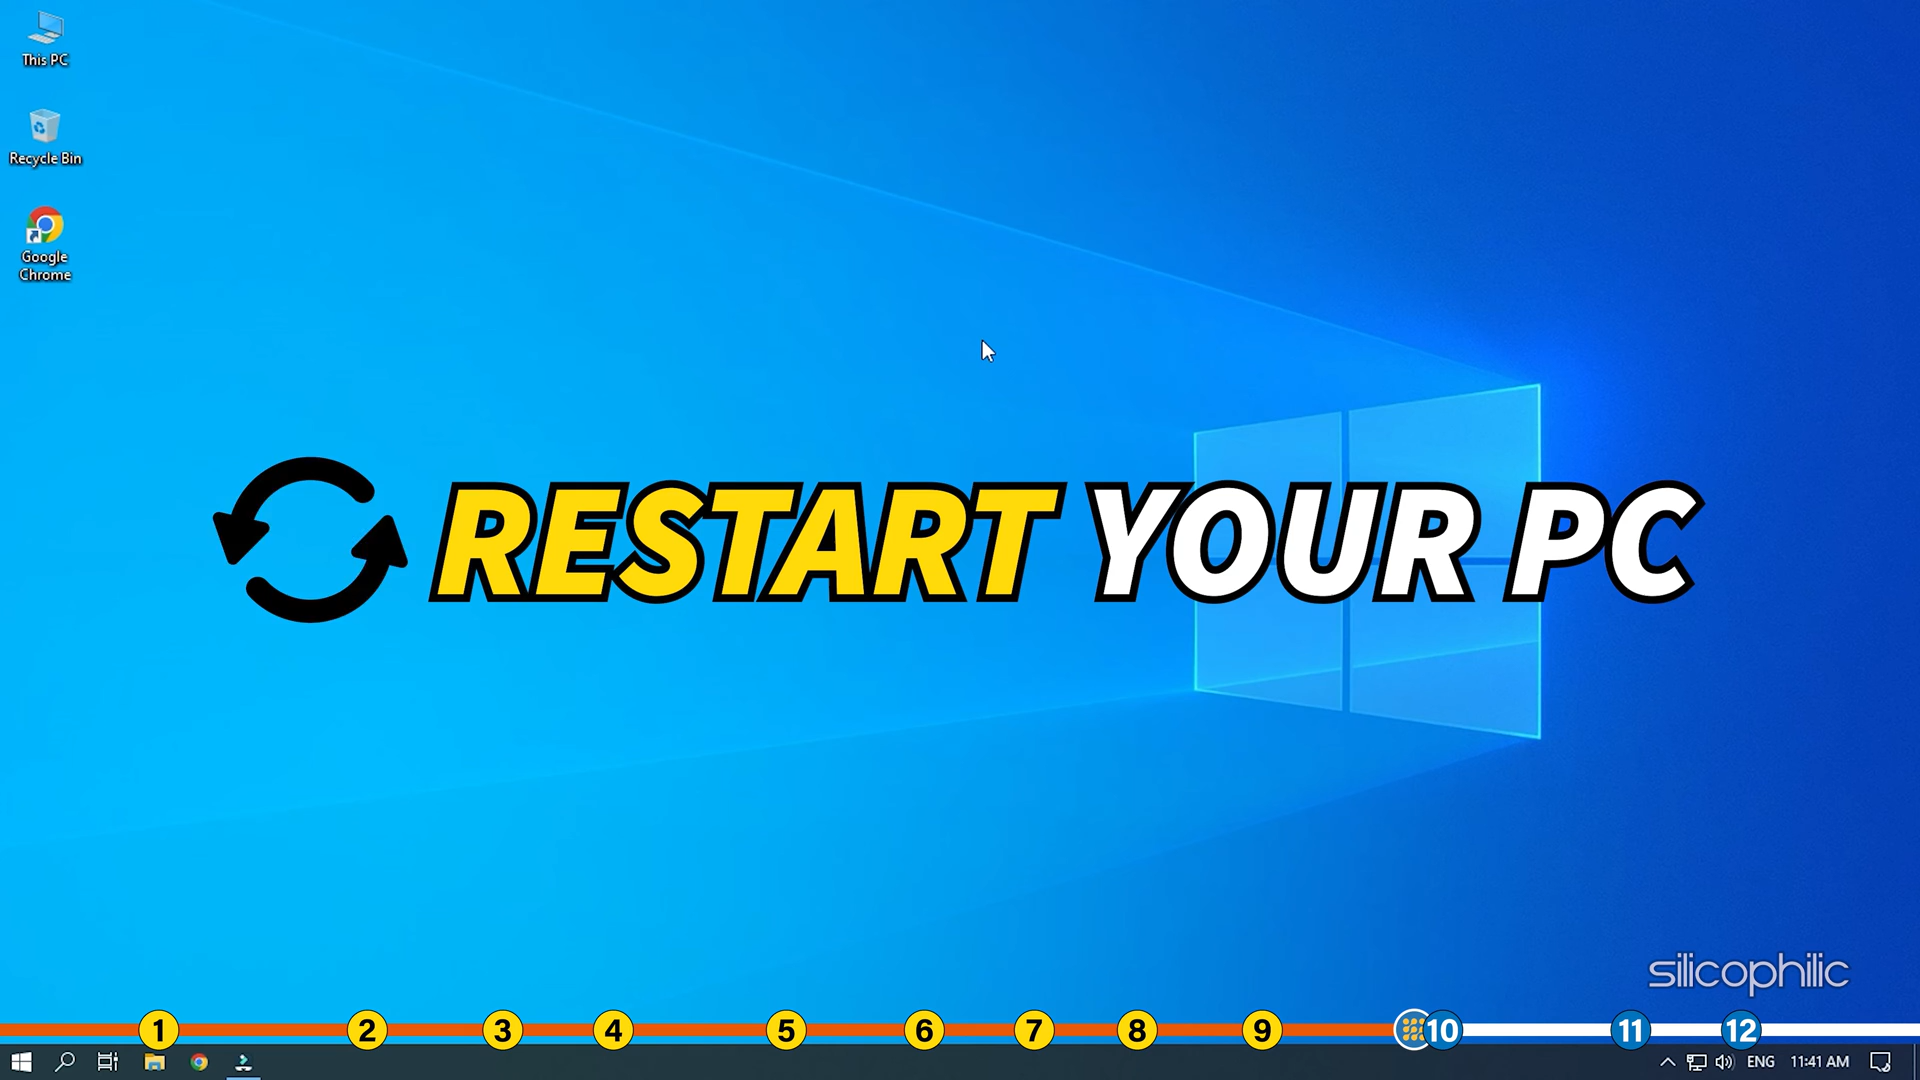 This PC
Recycle Bin
Google
Chrome
RESTART YOUR PC
silicophilic
1 2 3 4 5 6 7 8 9 10 11 12
ENG 11:41 AM